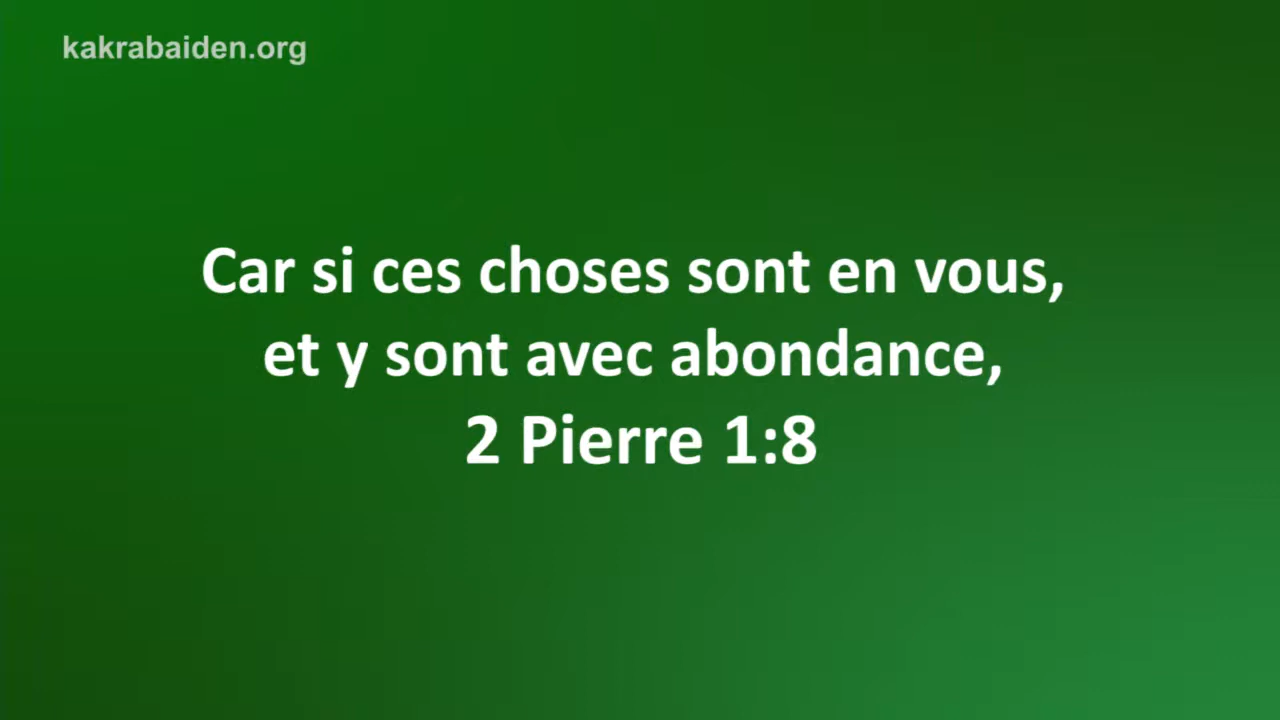 kakrabaiden.org
Car si ces choses sont en vous,
et y sont avec abondance,
2 Pierre 1:8